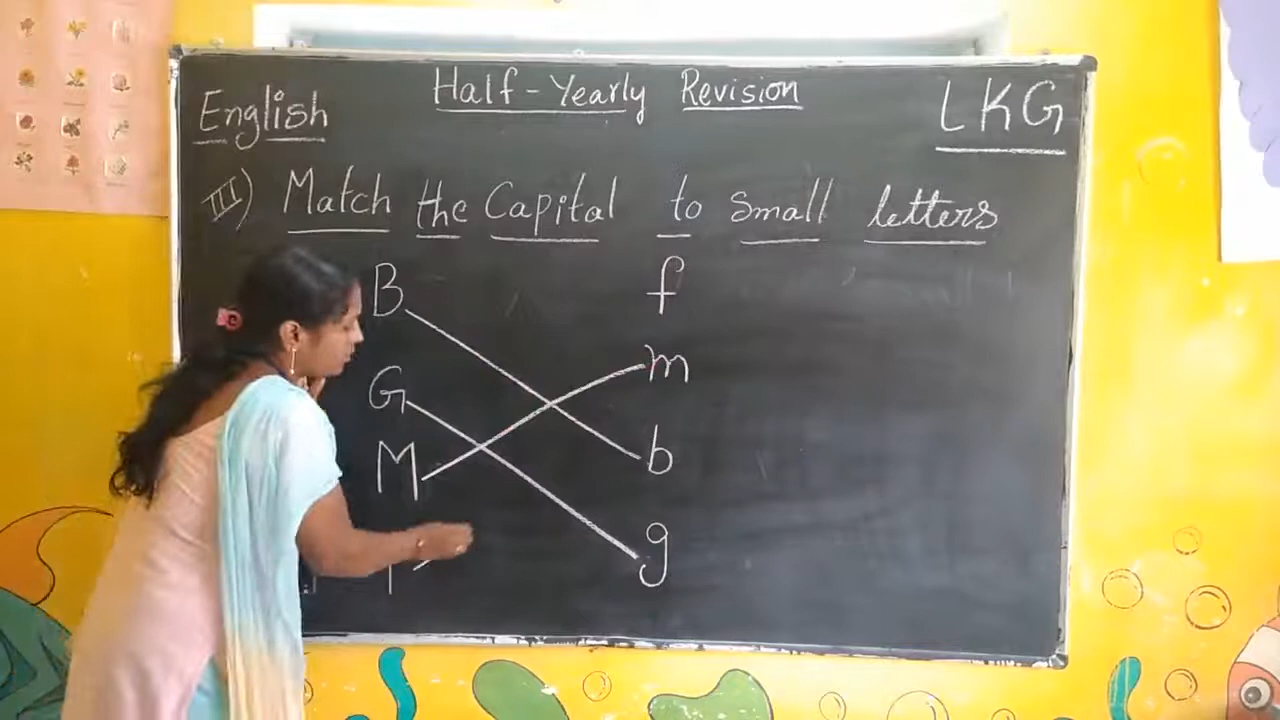 English Half-Yearly Revision LKG
III) Match the Capital to small letters
B f
G m
M b
g